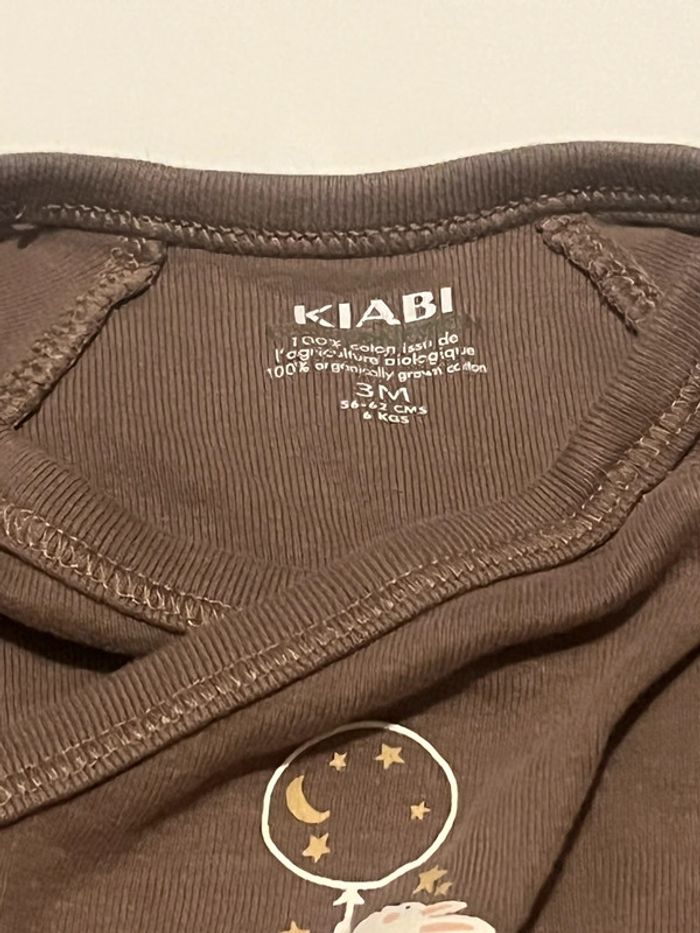 KIABI
100% coton issu de
l'agriculture biologique
100% organically grown cotton
3M
56-62 CMS
6 KGS